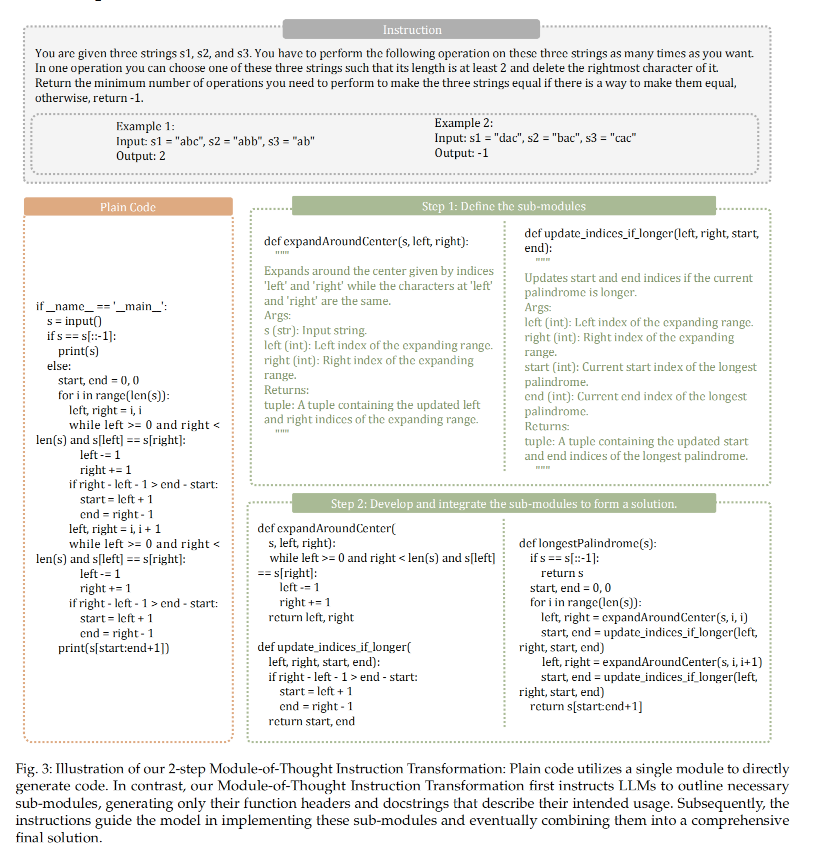 Instruction
You are given three strings s1, s2, and s3. You have to perform the following operation on these three strings as many times as you want.
In one operation you can choose one of these three strings such that its length is at least 2 and delete the rightmost character of it.
Return the minimum number of operations you need to perform to make the three strings equal if there is a way to make them equal,
otherwise, return -1.
Example 1:
Input: s1 = "abc", s2 = "abb", s3 = "ab"
Output: 2
Example 2:
Input: s1 = "dac", s2 = "bac", s3 = "cac"
Output: -1
Plain Code
if __name__ == '__main__':
s = input()
if s == s[::-1]:
print(s)
else:
start, end = 0, 0
for i in range(len(s)):
left, right = i, i
while left >= 0 and right <
len(s) and s[left] == s[right]:
left -= 1
right += 1
if right - left - 1 > end - start:
start = left + 1
end = right - 1
left, right = i, i + 1
while left >= 0 and right <
len(s) and s[left] == s[right]:
left -= 1
right += 1
if right - left - 1 > end - start:
start = left + 1
end = right - 1
print(s[start:end+1])
Step 1: Define the sub-modules
def expandAroundCenter(s, left, right):
"""
Expands around the center given by indices
'left' and 'right' while the characters at 'left'
and 'right' are the same.
Args:
s (str): Input string.
left (int): Left index of the expanding range.
right (int): Right index of the expanding
range.
Returns:
tuple: A tuple containing the updated left
and right indices of the expanding range.
"""
def update_indices_if_longer(left, right, start,
end):
"""
Updates start and end indices if the current
palindrome is longer.
Args:
left (int): Left index of the expanding range.
right (int): Right index of the expanding
range.
start (int): Current start index of the longest
palindrome.
end (int): Current end index of the longest
palindrome.
Returns:
tuple: A tuple containing the updated start
and end indices of the longest palindrome.
"""
Step 2: Develop and integrate the sub-modules to form a solution.
def expandAroundCenter(
s, left, right):
while left >= 0 and right < len(s) and s[left]
== s[right]:
left -= 1
right += 1
return left, right
def update_indices_if_longer(
left, right, start, end):
if right - left - 1 > end - start:
start = left + 1
end = right - 1
return start, end
def longestPalindrome(s):
if s == s[::-1]:
return s
start, end = 0, 0
for i in range(len(s)):
left, right = expandAroundCenter(s, i, i)
start, end = update_indices_if_longer(left,
right, start, end)
left, right = expandAroundCenter(s, i, i+1)
start, end = update_indices_if_longer(left,
right, start, end)
return s[start:end+1]
Fig. 3: Illustration of our 2-step Module-of-Thought Instruction Transformation: Plain code utilizes a single module to directly
generate code. In contrast, our Module-of-Thought Instruction Transformation first instructs LLMs to outline necessary
sub-modules, generating only their function headers and docstrings that describe their intended usage. Subsequently, the
instructions guide the model in implementing these sub-modules and eventually combining them into a comprehensive
final solution.